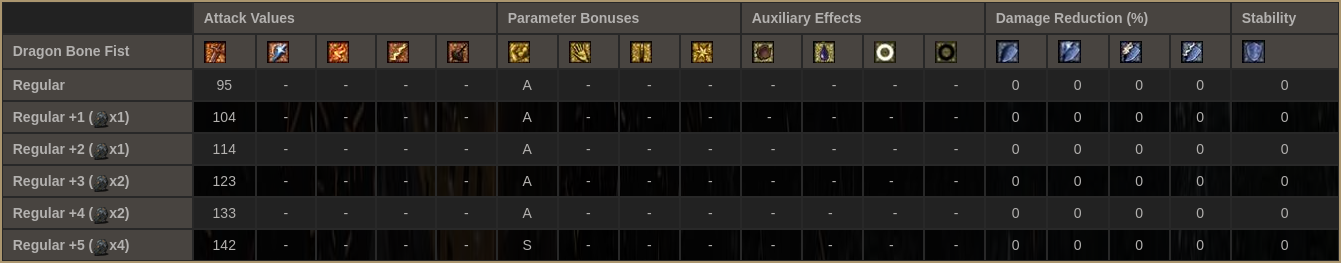 Attack Values Parameter Bonuses Auxiliary Effects Damage Reduction (%) Stability
Dragon Bone Fist
Regular 95 - - - - A - - - - - - - 0 0 0 0 0
Regular +1 (x1) 104 - - - - A - - - - - - - 0 0 0 0 0
Regular +2 (x1) 114 - - - - A - - - - - - - 0 0 0 0 0
Regular +3 (x2) 123 - - - - A - - - - - - - 0 0 0 0 0
Regular +4 (x2) 133 - - - - A - - - - - - - 0 0 0 0 0
Regular +5 (x4) 142 - - - - S - - - - - - - 0 0 0 0 0